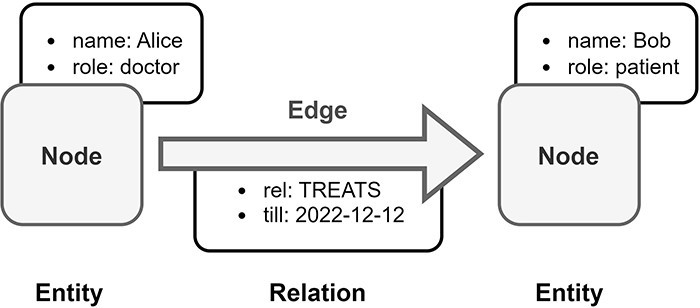 • name: Alice
• role: doctor
• name: Bob
• role: patient
Edge
Node
Node
• rel: TREATS
• till: 2022-12-12
Entity
Relation
Entity